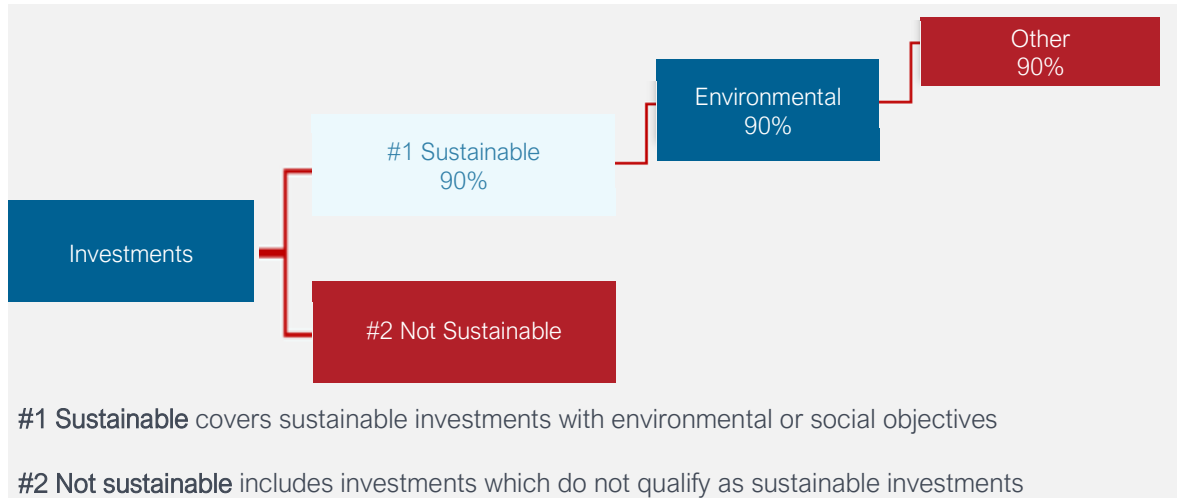 Other
90%
Environmental
90%
#1 Sustainable
90%
Investments
#2 Not Sustainable
#1 Sustainable covers sustainable investments with environmental or social objectives
#2 Not sustainable includes investments which do not qualify as sustainable investments